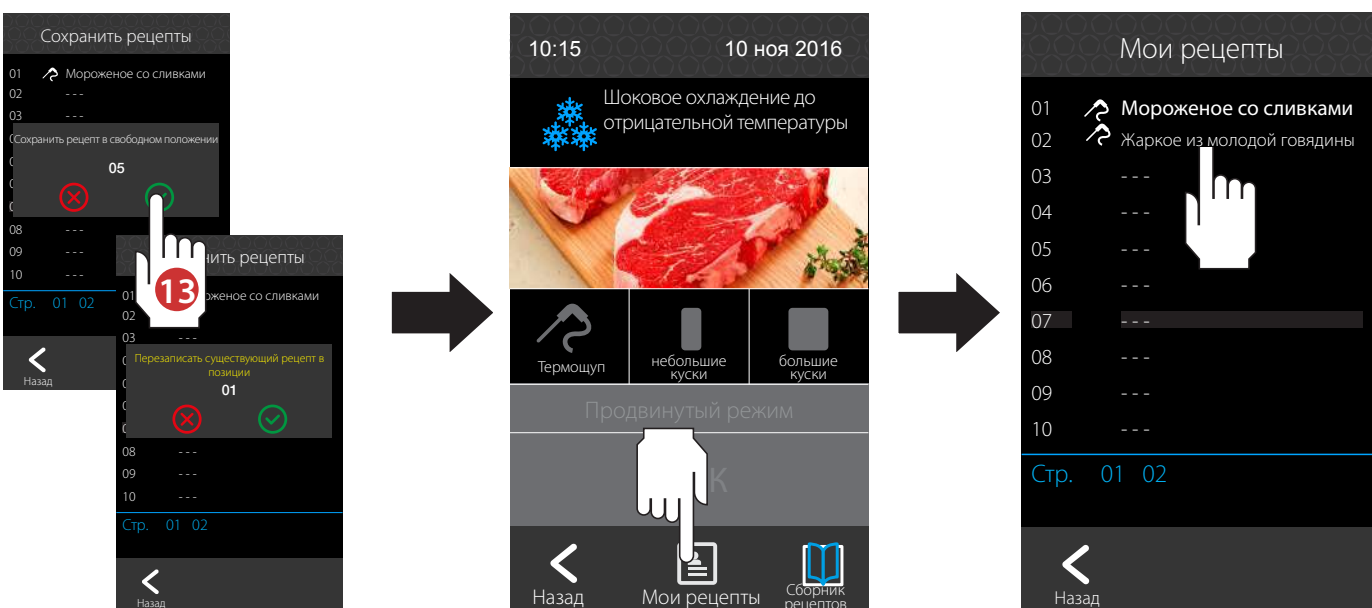 Сохранить рецепты
01 Мороженое со сливками
02 ---
03 ---
Сохранить рецепт в свободном положении
05
08 ---
09 ---
10 ---
Стр. 01 02
Назад
13
рецепты
01 со сливками
02
03 ---
Перезаписать существующий рецепт в
позиции
01
08 ---
09 ---
10 ---
Стр. 01 02
Назад
10:15 10 ноя 2016
Шоковое охлаждение до
отрицательной температуры
Термощуп
небольшие
куски
большие
куски
Продвинутый режим
Назад
Мои рецепты
Сборник
рецептов
Мои рецепты
01 Мороженое со сливками
02 Жаркое из молодой говядины
03 ---
04 ---
05 ---
06 ---
07 ---
08 ---
09 ---
10 ---
Стр. 01 02
Назад